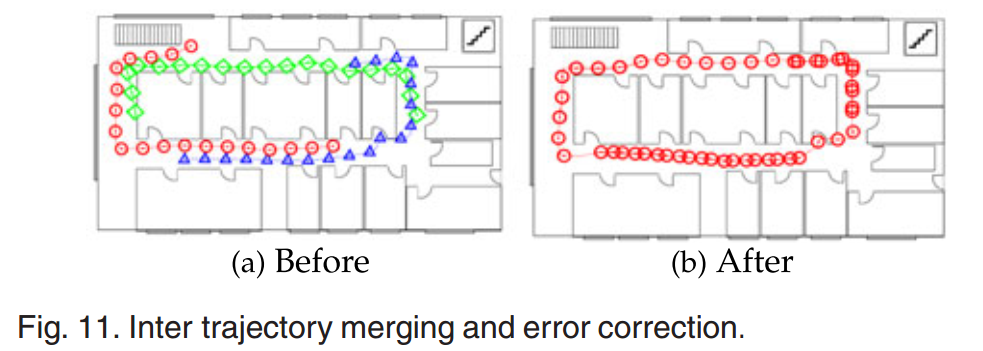 (a) Before
(b) After
Fig. 11. Inter trajectory merging and error correction.